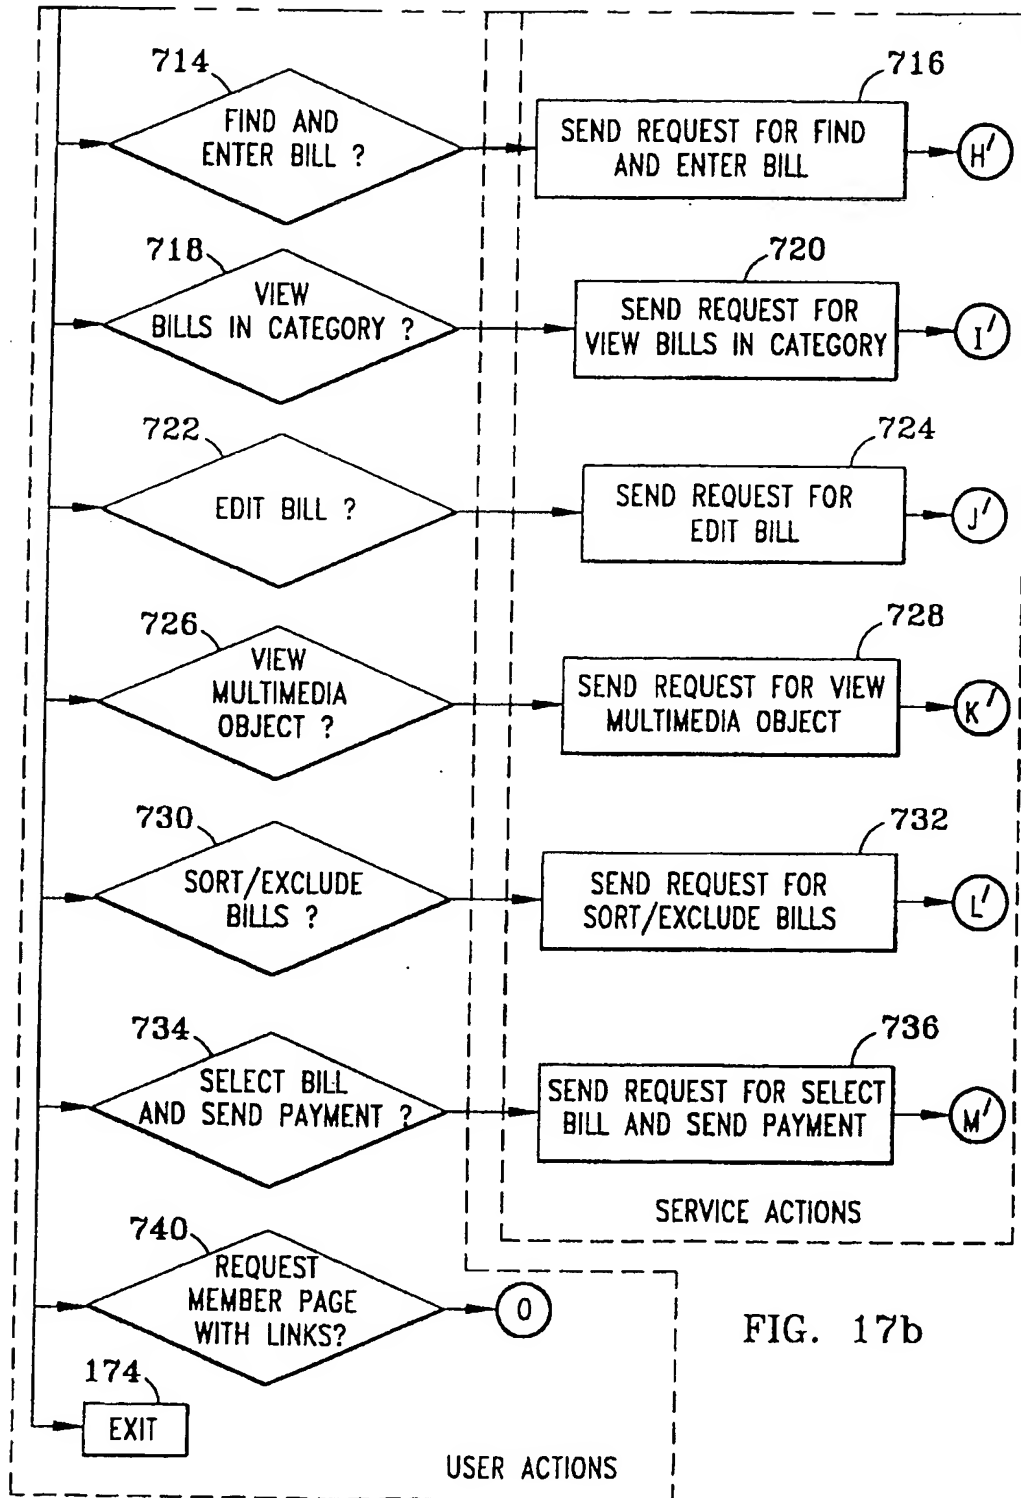 714
FIND AND
ENTER BILL ?
716
SEND REQUEST FOR FIND
AND ENTER BILL
H'
718
VIEW
BILLS IN CATEGORY ?
720
SEND REQUEST FOR
VIEW BILLS IN CATEGORY
I'
722
EDIT BILL ?
724
SEND REQUEST FOR
EDIT BILL
J'
726
VIEW
MULTIMEDIA
OBJECT ?
728
SEND REQUEST FOR VIEW
MULTIMEDIA OBJECT
K'
730
SORT/EXCLUDE
BILLS ?
732
SEND REQUEST FOR
SORT/EXCLUDE BILLS
L'
734
SELECT BILL
AND SEND PAYMENT ?
736
SEND REQUEST FOR SELECT
BILL AND SEND PAYMENT
M'
SERVICE ACTIONS
740
REQUEST
MEMBER PAGE
WITH LINKS?
O
FIG. 17b
174
EXIT
USER ACTIONS